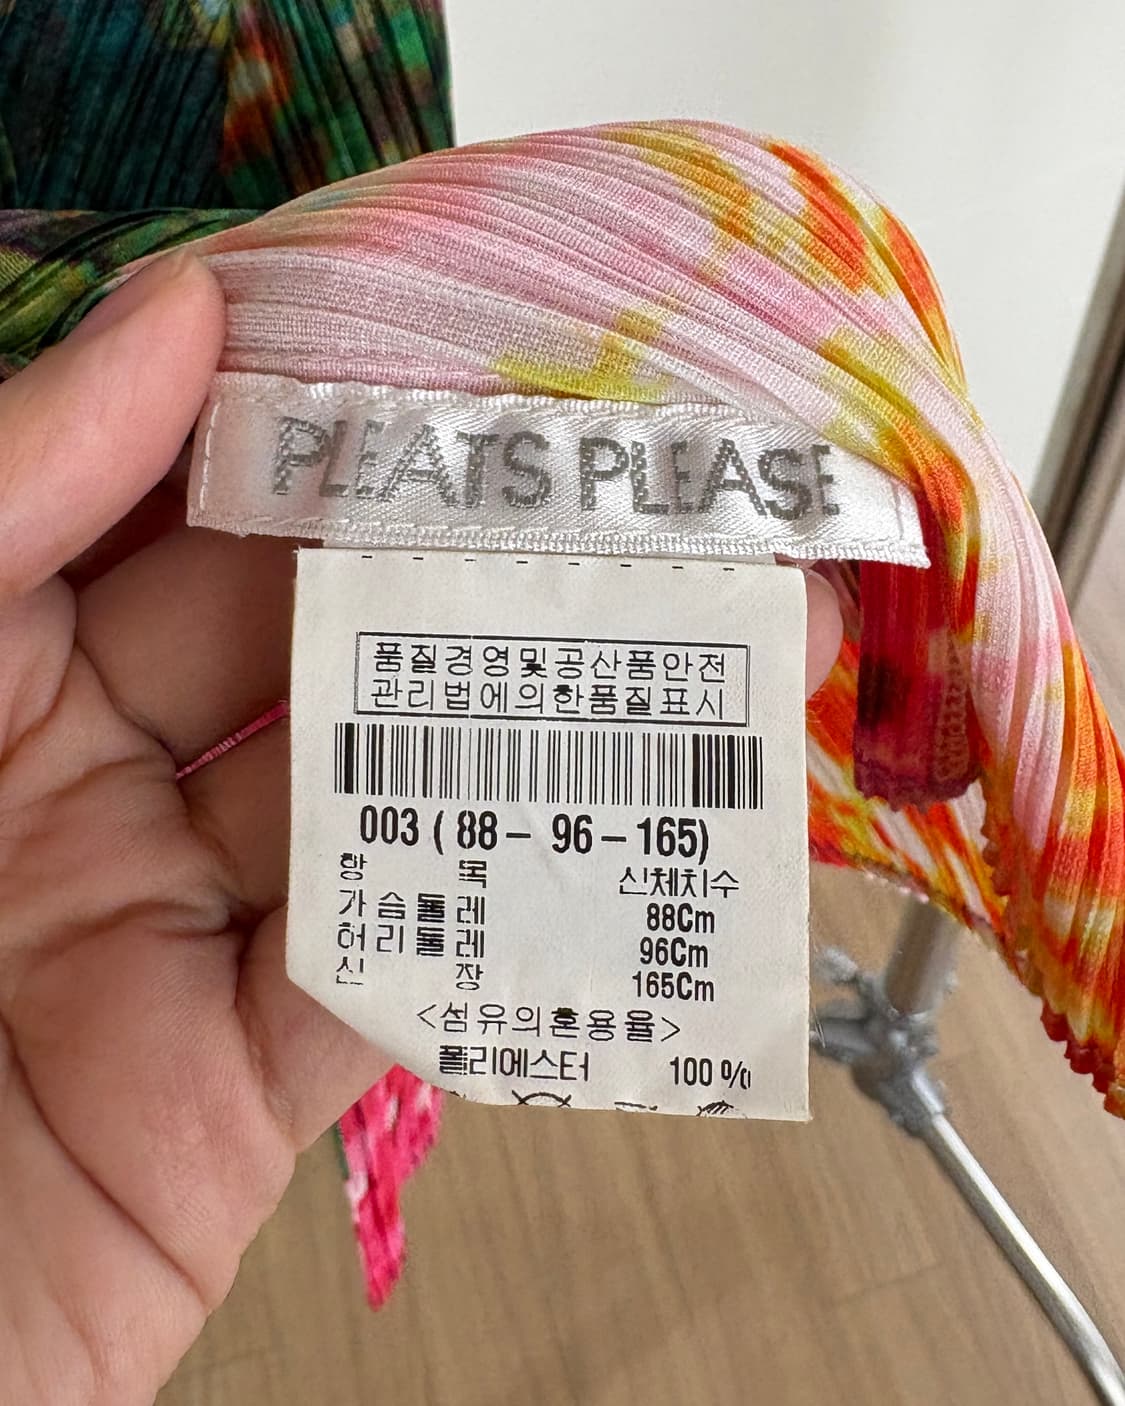 PLEATS PLEASE
품질경영및공산품안전
관리법에의한품질표시
003 ( 88 - 96 - 165)
항 목 신체치수
가슴둘레 88Cm
허리둘레 96Cm
신 장 165Cm
<섬유의혼용율>
폴리에스터 100 %